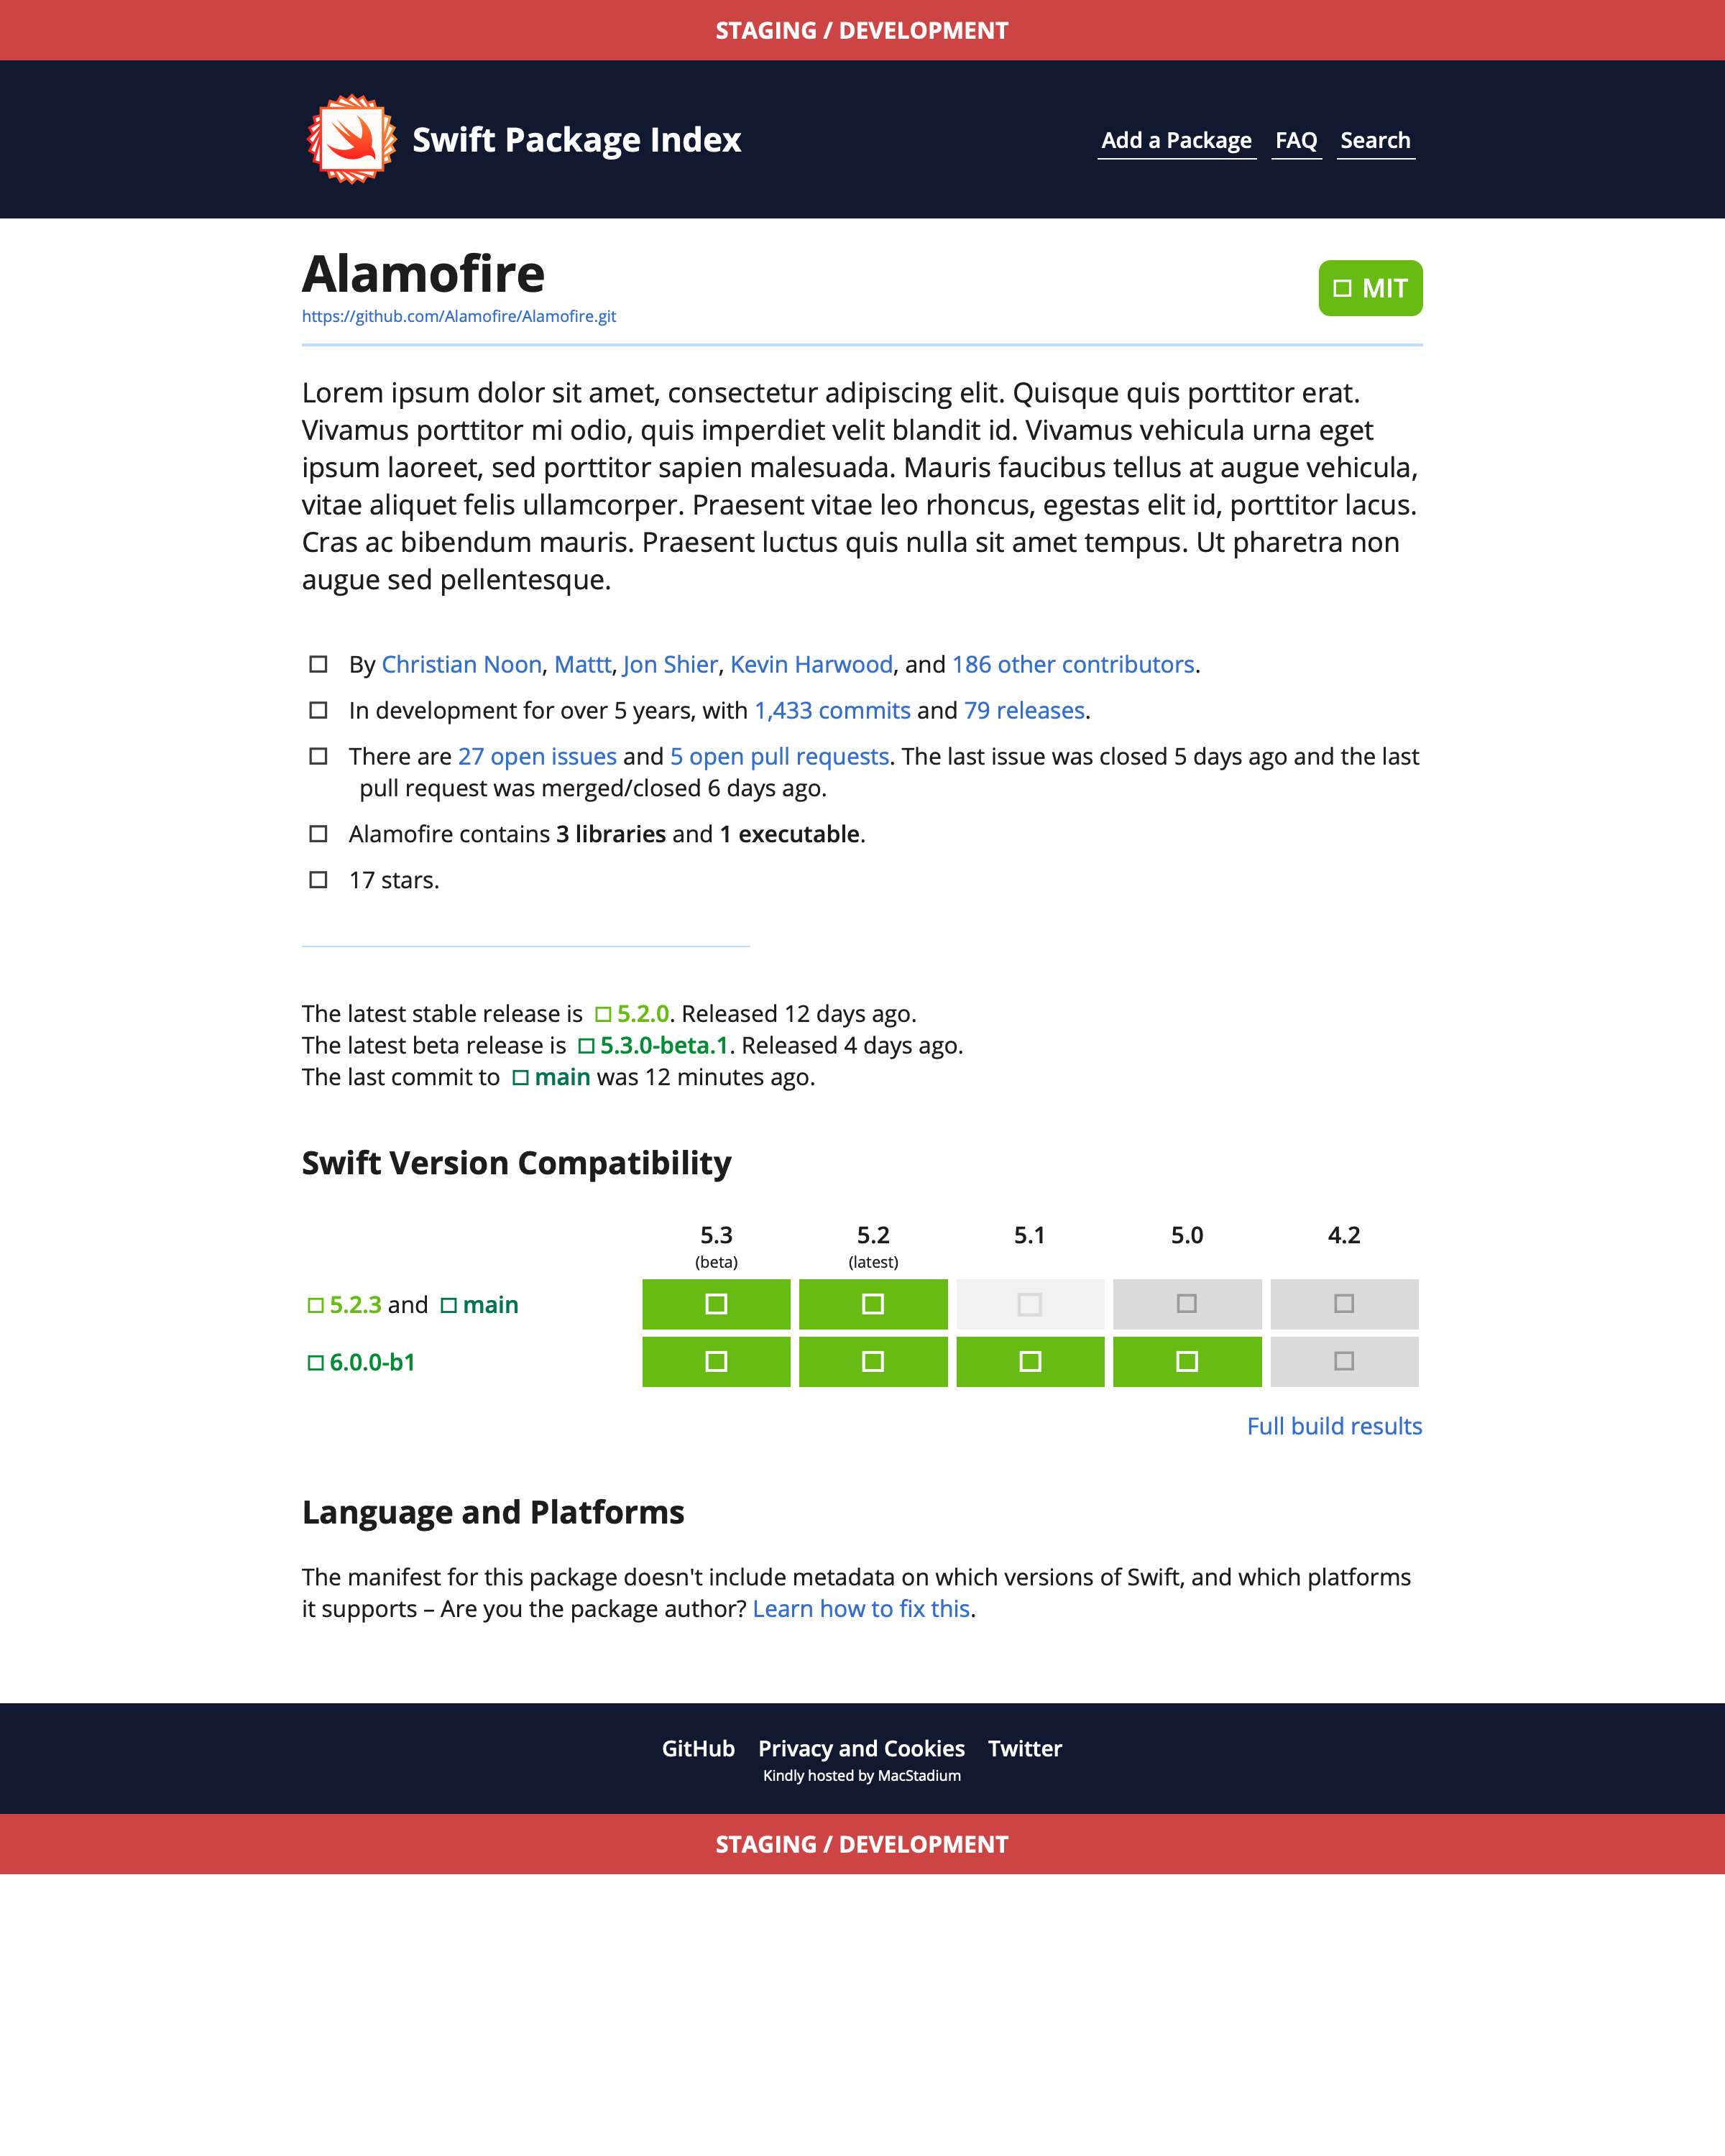 STAGING / DEVELOPMENT
Swift Package Index
Add a Package FAQ Search
Alamofire
MIT
https://github.com/Alamofire/Alamofire.git
Lorem ipsum dolor sit amet, consectetur adipiscing elit. Quisque quis porttitor erat.
Vivamus porttitor mi odio, quis imperdiet velit blandit id. Vivamus vehicula urna eget
ipsum laoreet, sed porttitor sapien malesuada. Mauris faucibus tellus at augue vehicula,
vitae aliquet felis ullamcorper. Praesent vitae leo rhoncus, egestas elit id, porttitor lacus.
Cras ac bibendum mauris. Praesent luctus quis nulla sit amet tempus. Ut pharetra non
augue sed pellentesque.
By Christian Noon, Mattt, Jon Shier, Kevin Harwood, and 186 other contributors.
In development for over 5 years, with 1,433 commits and 79 releases.
There are 27 open issues and 5 open pull requests. The last issue was closed 5 days ago and the last
pull request was merged/closed 6 days ago.
Alamofire contains 3 libraries and 1 executable.
17 stars.
The latest stable release is 5.2.0. Released 12 days ago.
The latest beta release is 5.3.0-beta.1. Released 4 days ago.
The last commit to main was 12 minutes ago.
Swift Version Compatibility
5.3 5.2 5.1 5.0 4.2
(beta) (latest)
5.2.3 and main
6.0.0-b1
Full build results
Language and Platforms
The manifest for this package doesn't include metadata on which versions of Swift, and which platforms
it supports – Are you the package author? Learn how to fix this.
GitHub Privacy and Cookies Twitter
Kindly hosted by MacStadium
STAGING / DEVELOPMENT